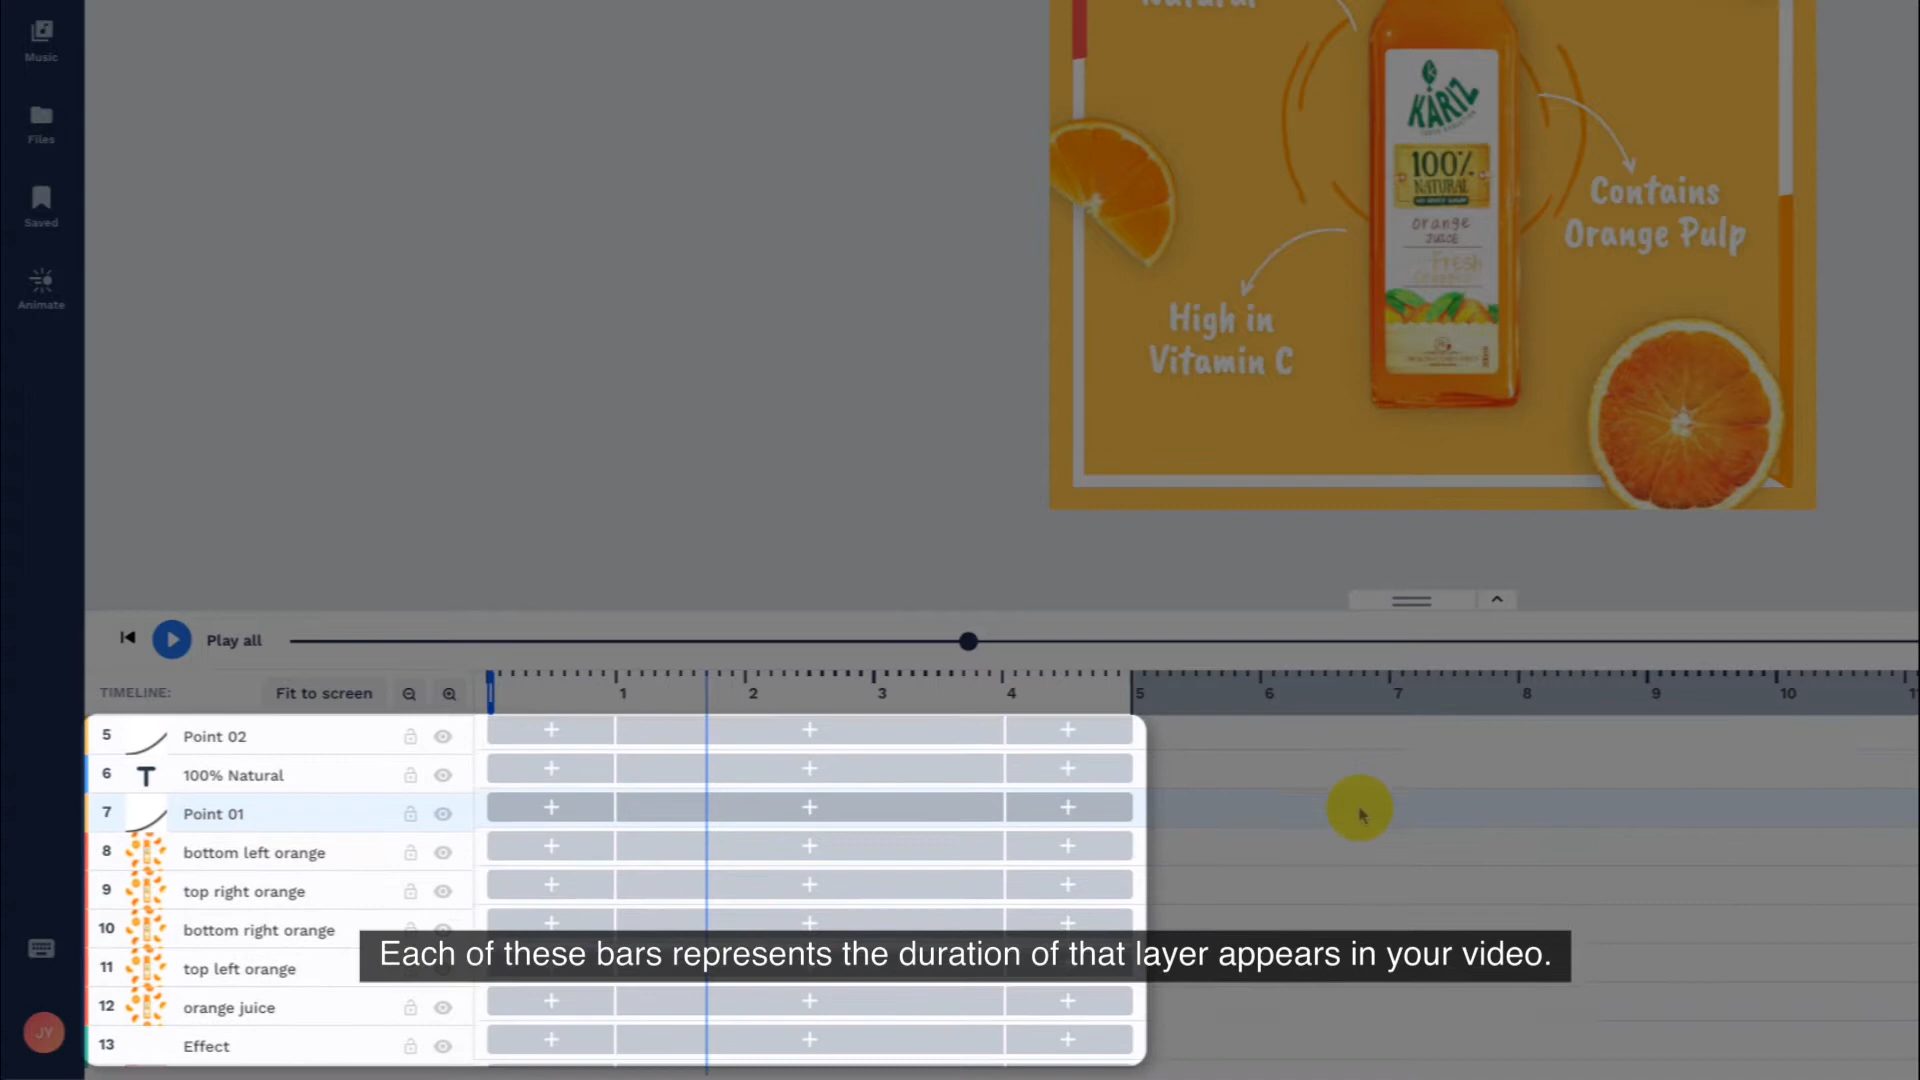 Music
Files
Saved
Animate
Natural
KARIZ
100%
NATURAL
orange
JUICE
Fresh
Contains
Orange Pulp
High in
Vitamin C
Play all
TIMELINE:
Fit to screen
1 2 3 4 5 6 7 8 9 10
5 Point 02
6 T 100% Natural
7 Point 01
8 bottom left orange
9 top right orange
10 bottom right orange
11 top left orange
12 orange juice
13 Effect
Each of these bars represents the duration of that layer appears in your video.
JY